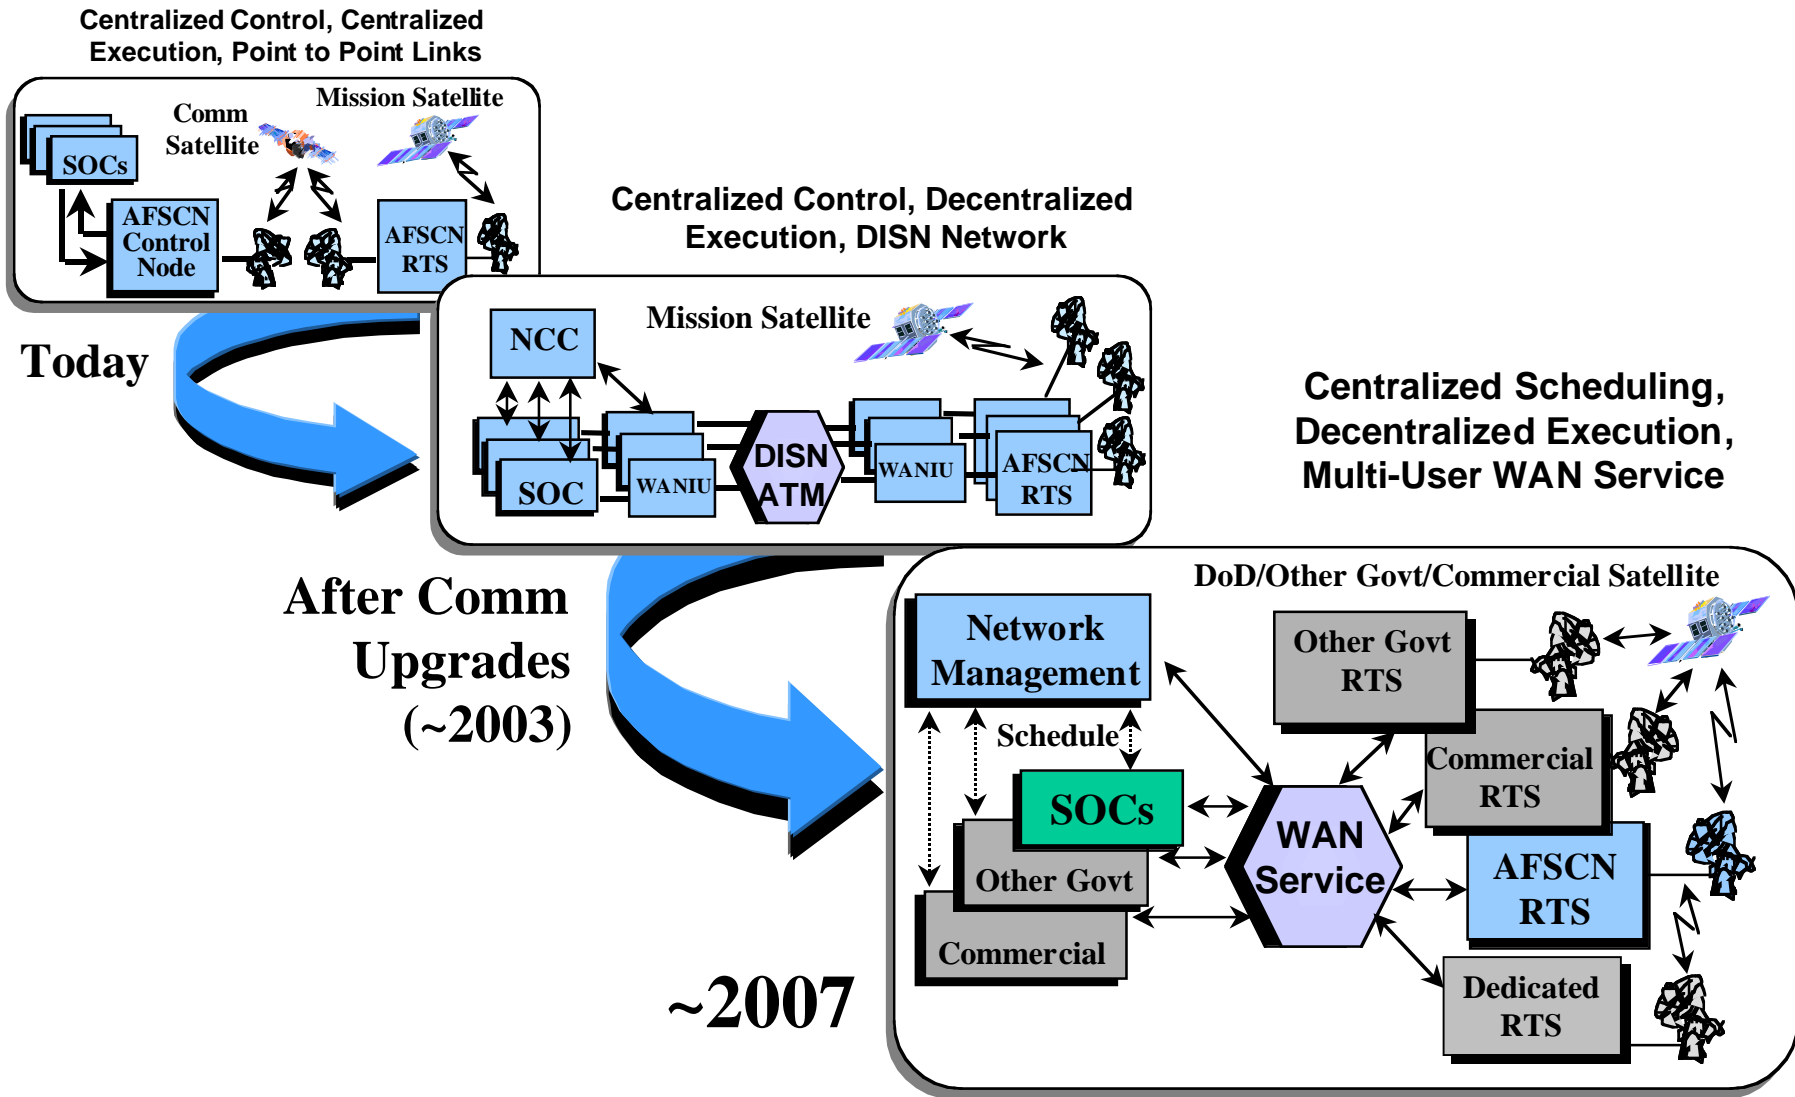 Centralized Control, Centralized
Execution, Point to Point Links
Mission Satellite
Comm
Satellite
SOCs
AFSCN
Control
Node
AFSCN
RTS
Today
Centralized Control, Decentralized
Execution, DISN Network
NCC
Mission Satellite
SOC
WANIU
DISN
ATM
WANIU
AFSCN
RTS
After Comm
Upgrades
(~2003)
Centralized Scheduling,
Decentralized Execution,
Multi-User WAN Service
DoD/Other Govt/Commercial Satellite
Network
Management
Schedule
SOCs
Other Govt
Commercial
WAN
Service
Other Govt
RTS
Commercial
RTS
AFSCN
RTS
Dedicated
RTS
~2007